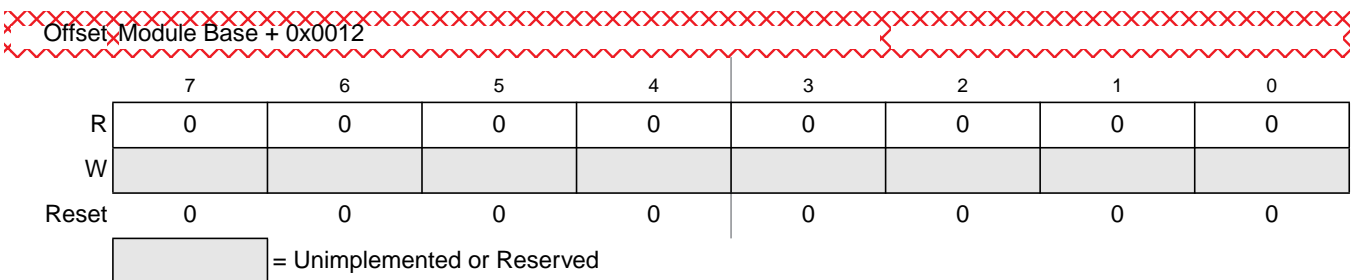 Offset Module Base + 0x0012
7 6 5 4 3 2 1 0
R 0 0 0 0 0 0 0 0
W
Reset 0 0 0 0 0 0 0 0
= Unimplemented or Reserved